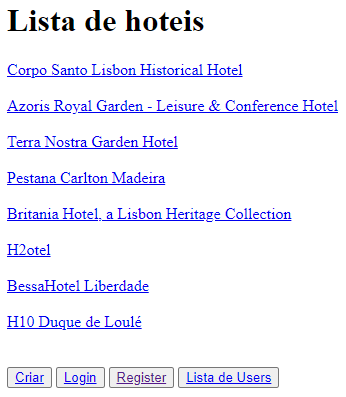 Lista de hoteis
Corpo Santo Lisbon Historical Hotel
Azoris Royal Garden - Leisure & Conference Hotel
Terra Nostra Garden Hotel
Pestana Carlton Madeira
Britania Hotel, a Lisbon Heritage Collection
H2otel
BessaHotel Liberdade
H10 Duque de Loulé
Criar Login Register Lista de Users